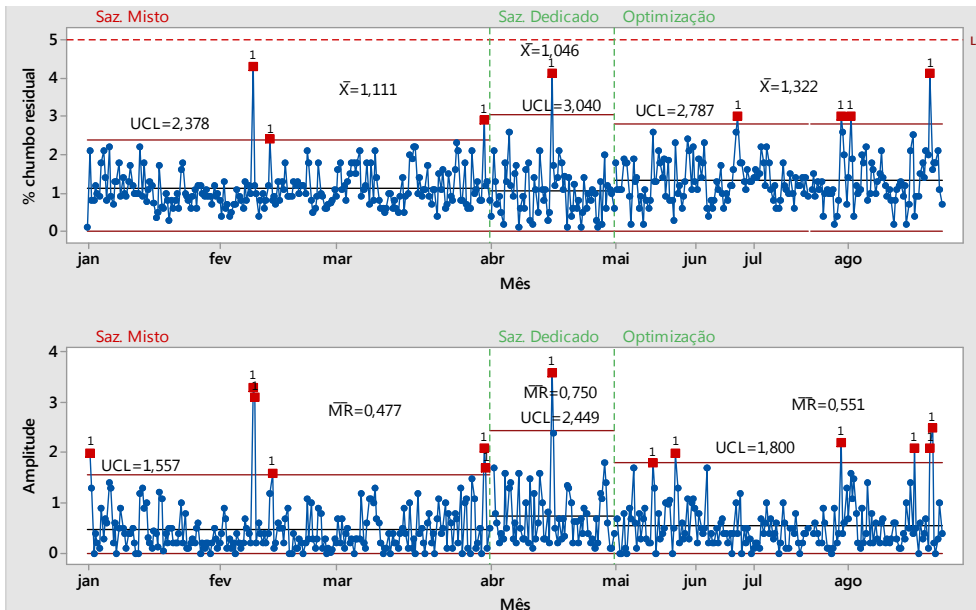 Saz. Misto Saz. Dedicado Optimização
5
4
3
2
1
0
% chumbo residual
1 1 1 1 1 1 1 1
UCL=2,378
X̅=1,111
X̅=1,046
UCL=3,040
UCL=2,787
X̅=1,322
L
jan fev mar abr mai jun jul ago
Mês
Saz. Misto Saz. Dedicado Optimização
4
3
2
1
0
Amplitude
1 1 1 1 1 1 1 1 1 1 1 1 1
UCL=1,557
M̅R̅=0,477
M̅R̅=0,750
UCL=2,449
UCL=1,800
M̅R̅=0,551
jan fev mar abr mai jun jul ago
Mês